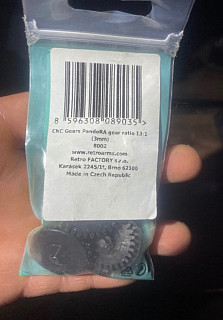 8 596308 089035 >
CNC Gears PandoRA gear ratio 13:1
(3mm)
8002
www.retroarms.com
Retro FACTORY s.r.o.
Karásek 2245/1f, Brno 62100
Made in Czech Republic